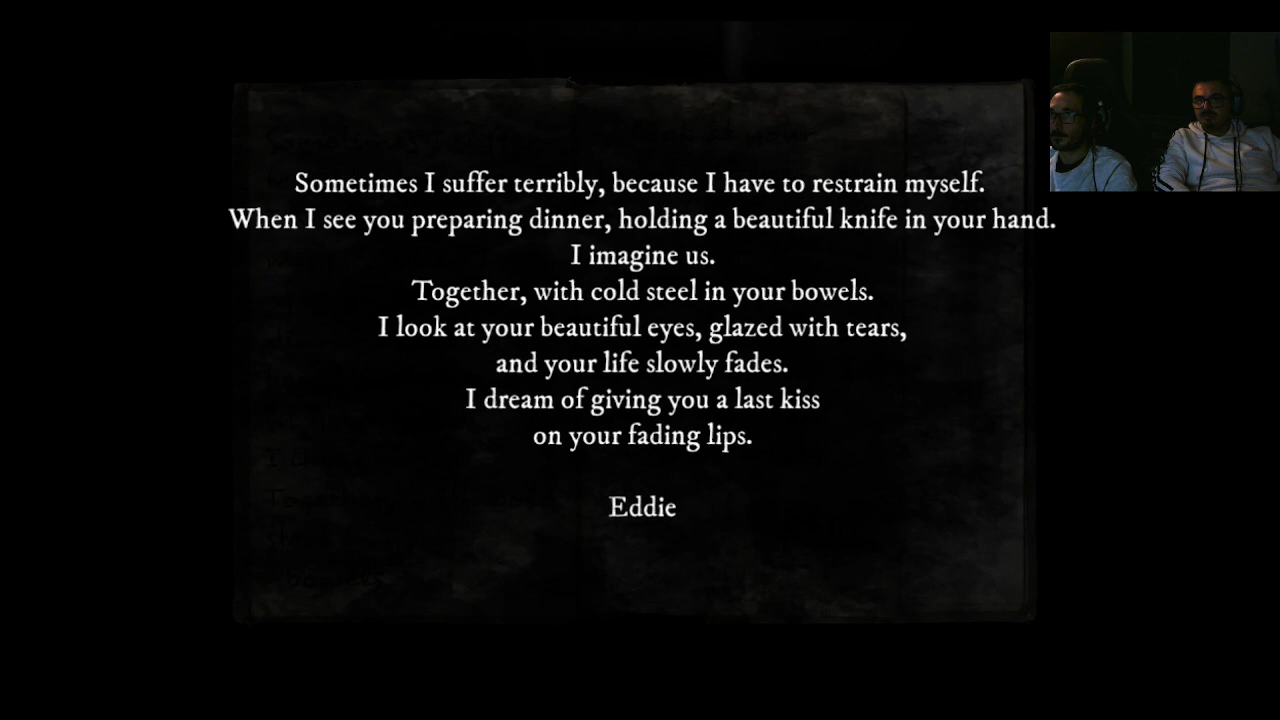 Sometimes I suffer terribly, because I have to restrain myself.
When I see you preparing dinner, holding a beautiful knife in your hand.
I imagine us.
Together, with cold steel in your bowels.
I look at your beautiful eyes, glazed with tears,
and your life slowly fades.
I dream of giving you a last kiss
on your fading lips.
Eddie